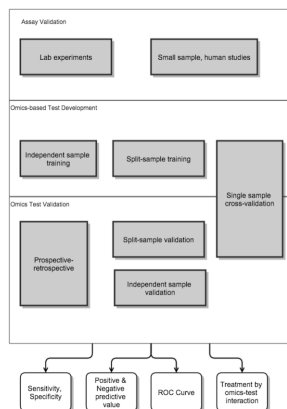 Assay Validation
Lab experiments
Small sample, human studies
Omics-based Test Development
Independent sample
training
Split-sample training
Single sample
cross-validation
Omics Test Validation
Prospective-
retrospective
Split-sample validation
Independent sample
validation
Sensitivity,
Specificity
Positive &
Negative
predictive
value
ROC Curve
Treatment by
omics-test
interaction